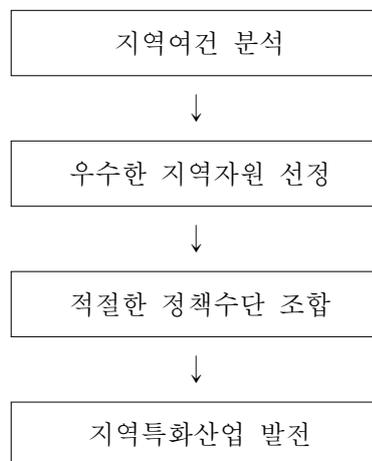 지역여건 분석
↓
우수한 지역자원 선정
↓
적절한 정책수단 조합
↓
지역특화산업 발전